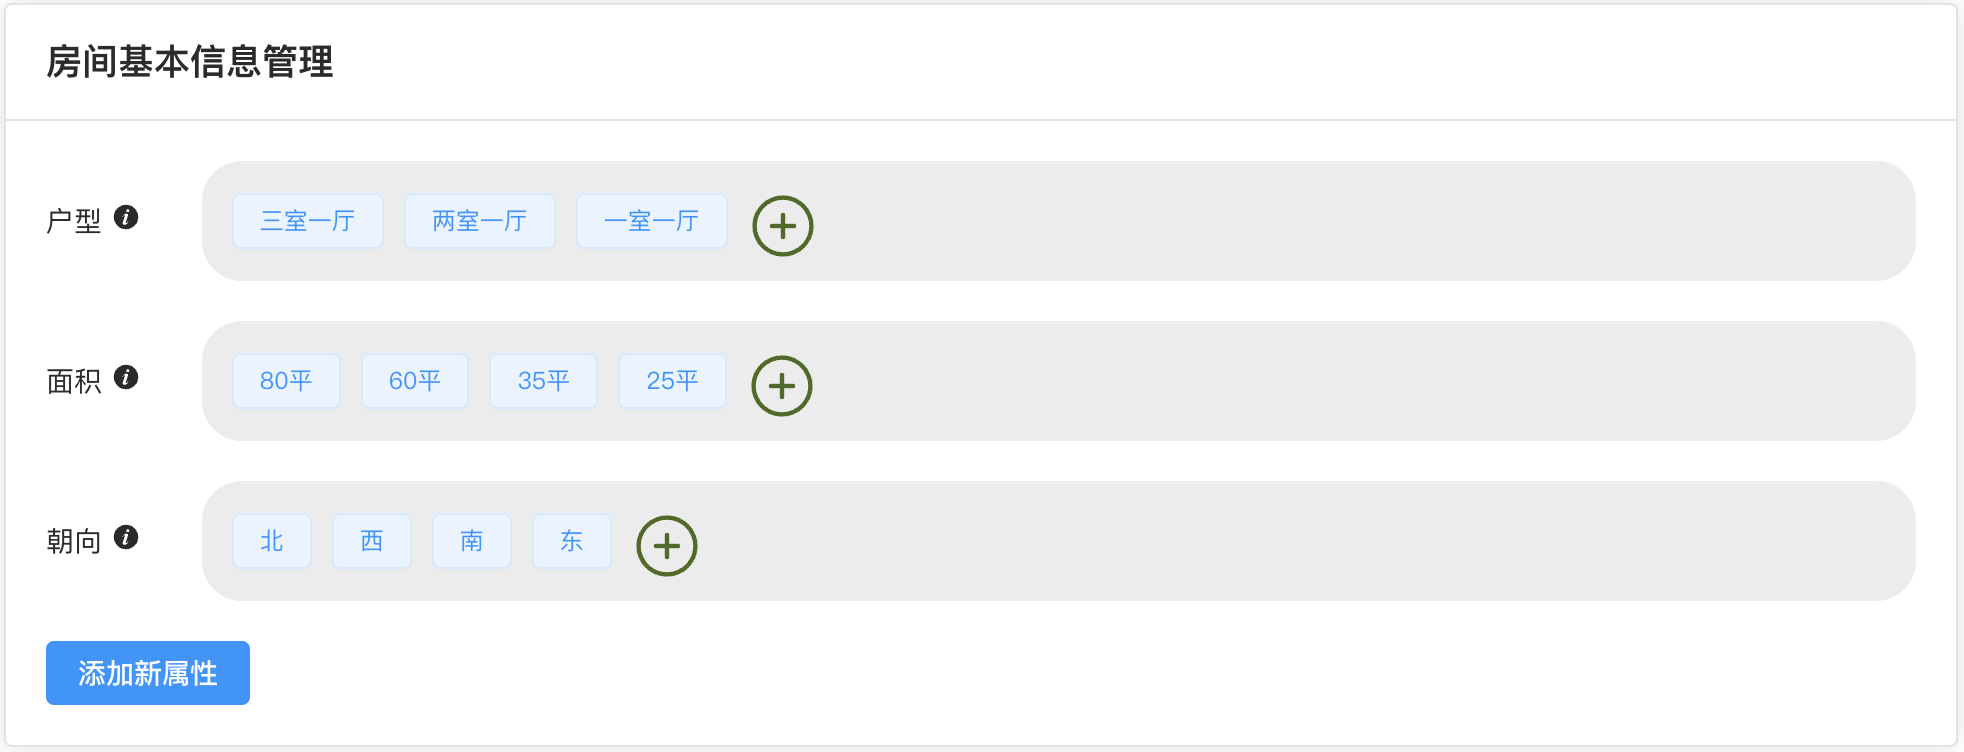 房间基本信息管理
户型 三室一厅 两室一厅 一室一厅
面积 80平 60平 35平 25平
朝向 北 西 南 东
添加新属性